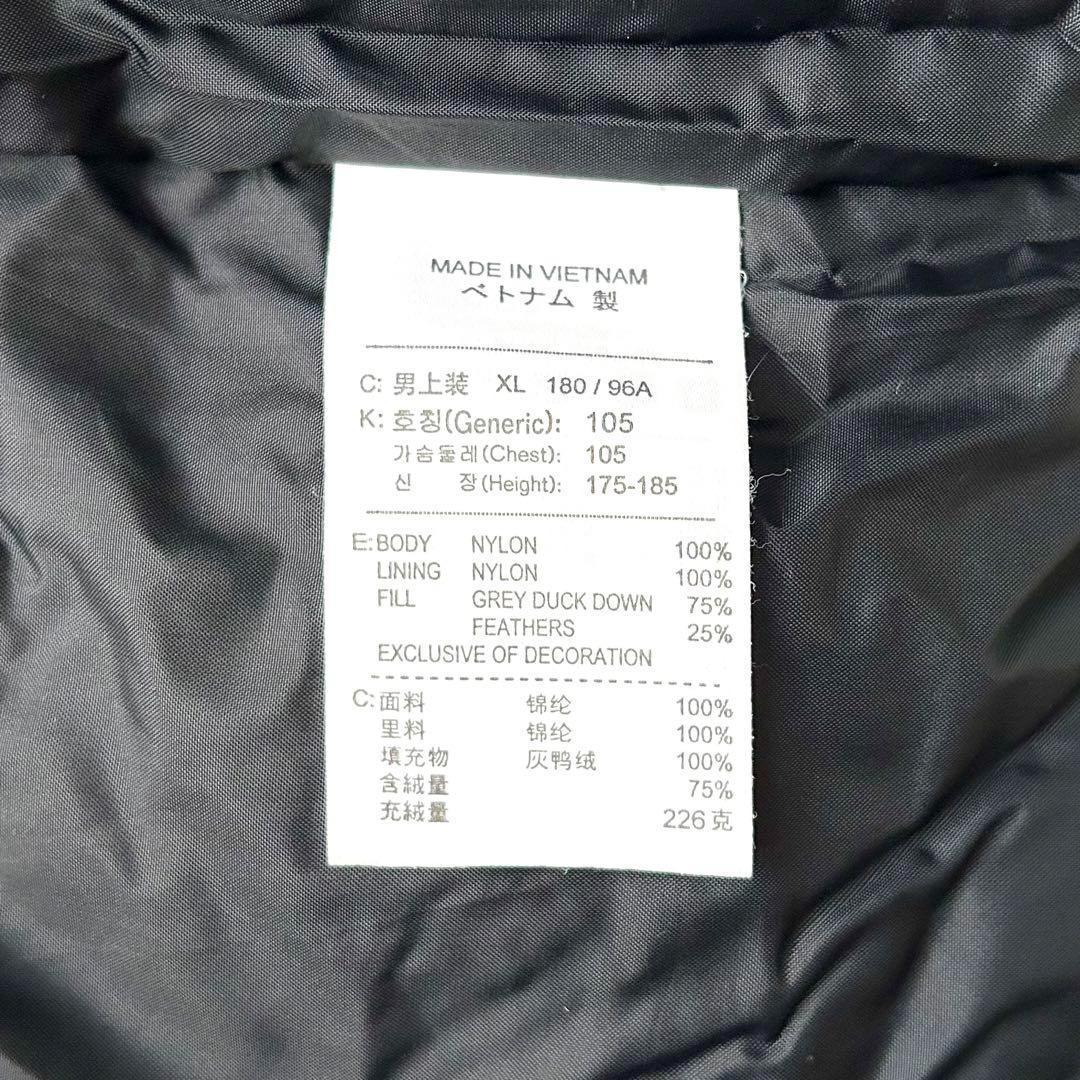 MADE IN VIETNAM
ベトナム 製
C: 男上装 XL 180 / 96A
K: 호칭(Generic): 105
가슴둘레(Chest): 105
신 장(Height): 175-185
E: BODY NYLON 100%
LINING NYLON 100%
FILL GREY DUCK DOWN 75%
FEATHERS 25%
EXCLUSIVE OF DECORATION
C: 面料 锦纶 100%
里料 锦纶 100%
填充物 灰鸭绒 100%
含絨量 75%
充絨量 226克